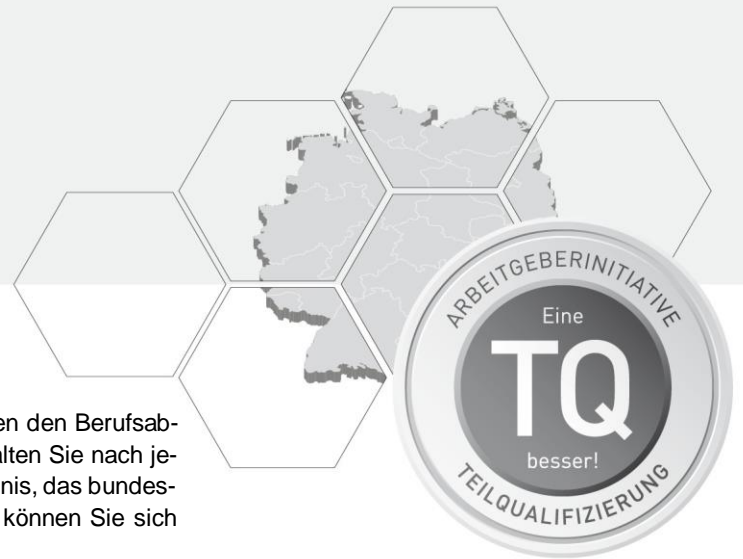 ARBEITGEBERINITIATIVE
Eine
TQ
besser!
TEILQUALIFIZIERUNG
en den Berufsab-
alten Sie nach je-
nis, das bundes-
können Sie sich